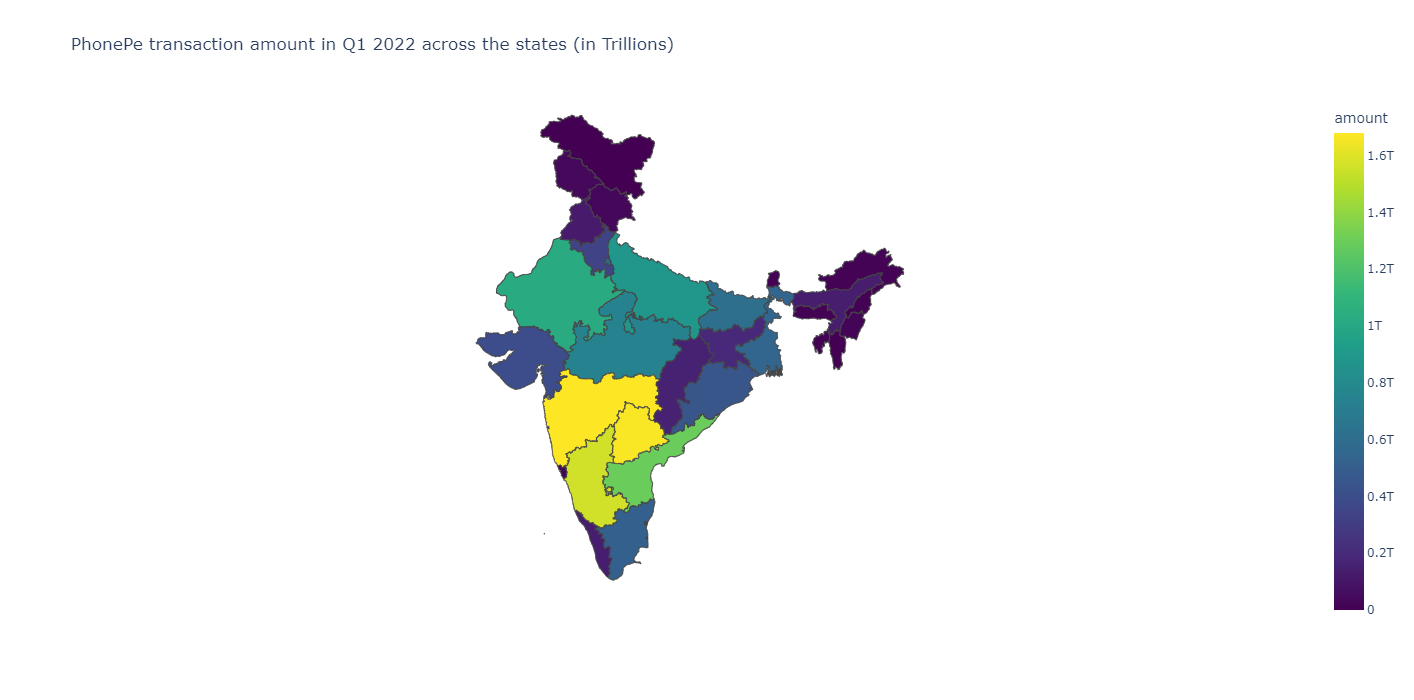 PhonePe transaction amount in Q1 2022 across the states (in Trillions)
amount
1.6T
1.4T
1.2T
1T
0.8T
0.6T
0.4T
0.2T
0